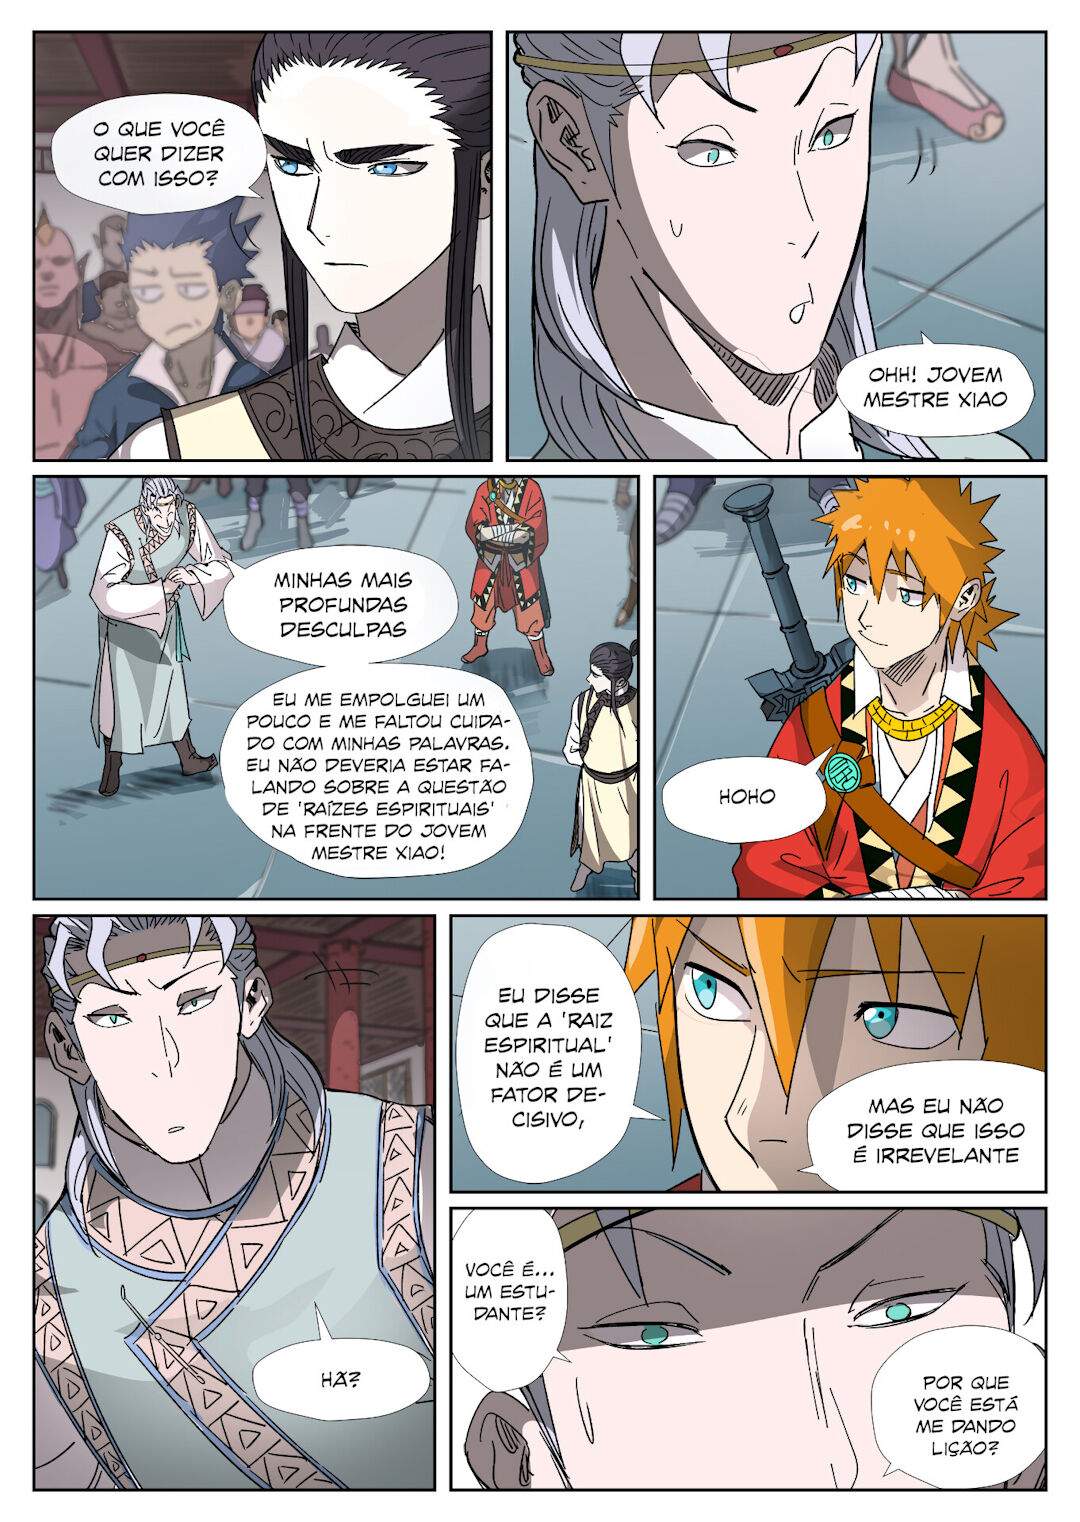 O QUE VOCÊ
QUER DIZER
COM ISSO?
OHH! JOVEM
MESTRE XIAO
MINHAS MAIS
PROFUNDAS
DESCULPAS
EU ME EMPOLGUEI UM
POUCO E ME FALTOU CUIDA-
DO COM MINHAS PALAVRAS.
EU NÃO DEVERIA ESTAR FA-
LANDO SOBRE A QUESTÃO
DE 'RAÍZES ESPIRITUAIS'
NA FRENTE DO JOVEM
MESTRE XIAO!
HOHO
HÃ?
EU DISSE
QUE A 'RAIZ
ESPIRITUAL'
NÃO É UM
FATOR DE-
CISIVO,
MAS EU NÃO
DISSE QUE ISSO
É IRREVELANTE
VOCÊ É...
UM ESTU-
DANTE?
POR QUE
VOCÊ ESTÁ
ME DANDO
LIÇÃO?